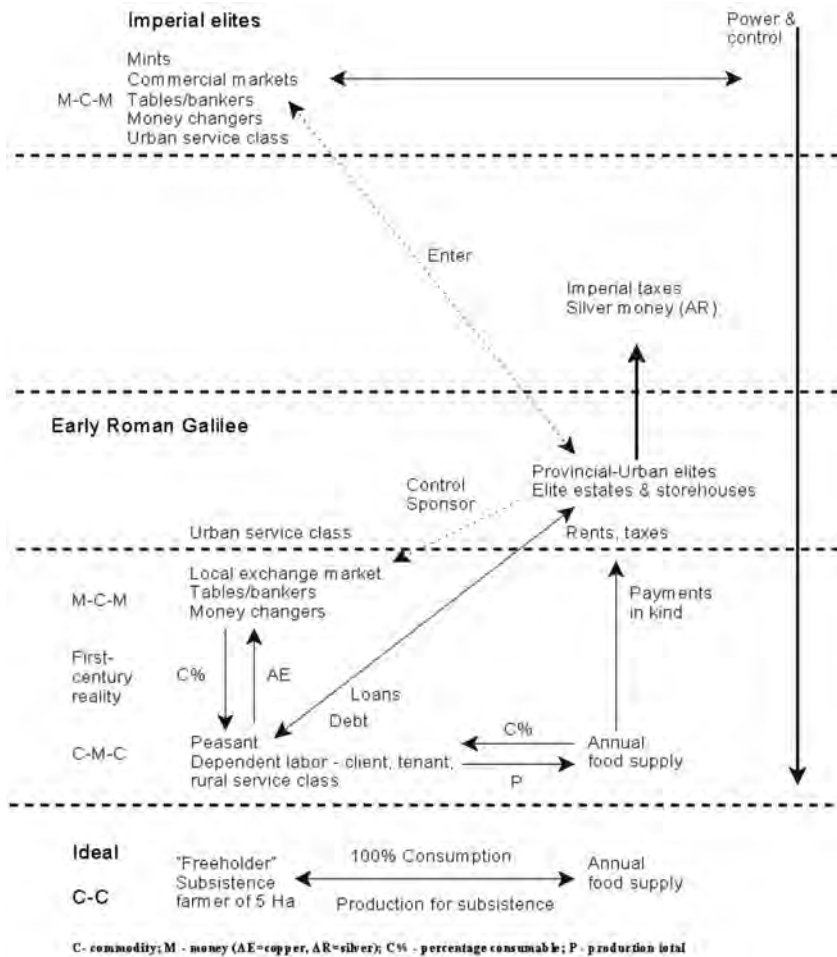 Imperial elites
Power &
control
Mints
Commercial markets
M-C-M
Tables/bankers
Money changers
Urban service class
Enter
Imperial taxes
Silver money (AR)
Early Roman Galilee
Provincial-Urban elites
Elite estates & storehouses
Control
Sponsor
Urban service class
Rents, taxes
Local exchange market
M-C-M
Tables/bankers
Money changers
Payments
in kind
First-
century
reality
C%
AE
Loans
Debt
C%
C-M-C
Peasant
Dependent labor - client, tenant,
rural service class
P
Annual
food supply
Ideal
C-C
"Freeholder"
Subsistence
farmer of 5 Ha
100% Consumption
Production for subsistence
Annual
food supply
C- commodity; M - money (AE=copper, AR=silver); C% - percentage consumable; P - production total